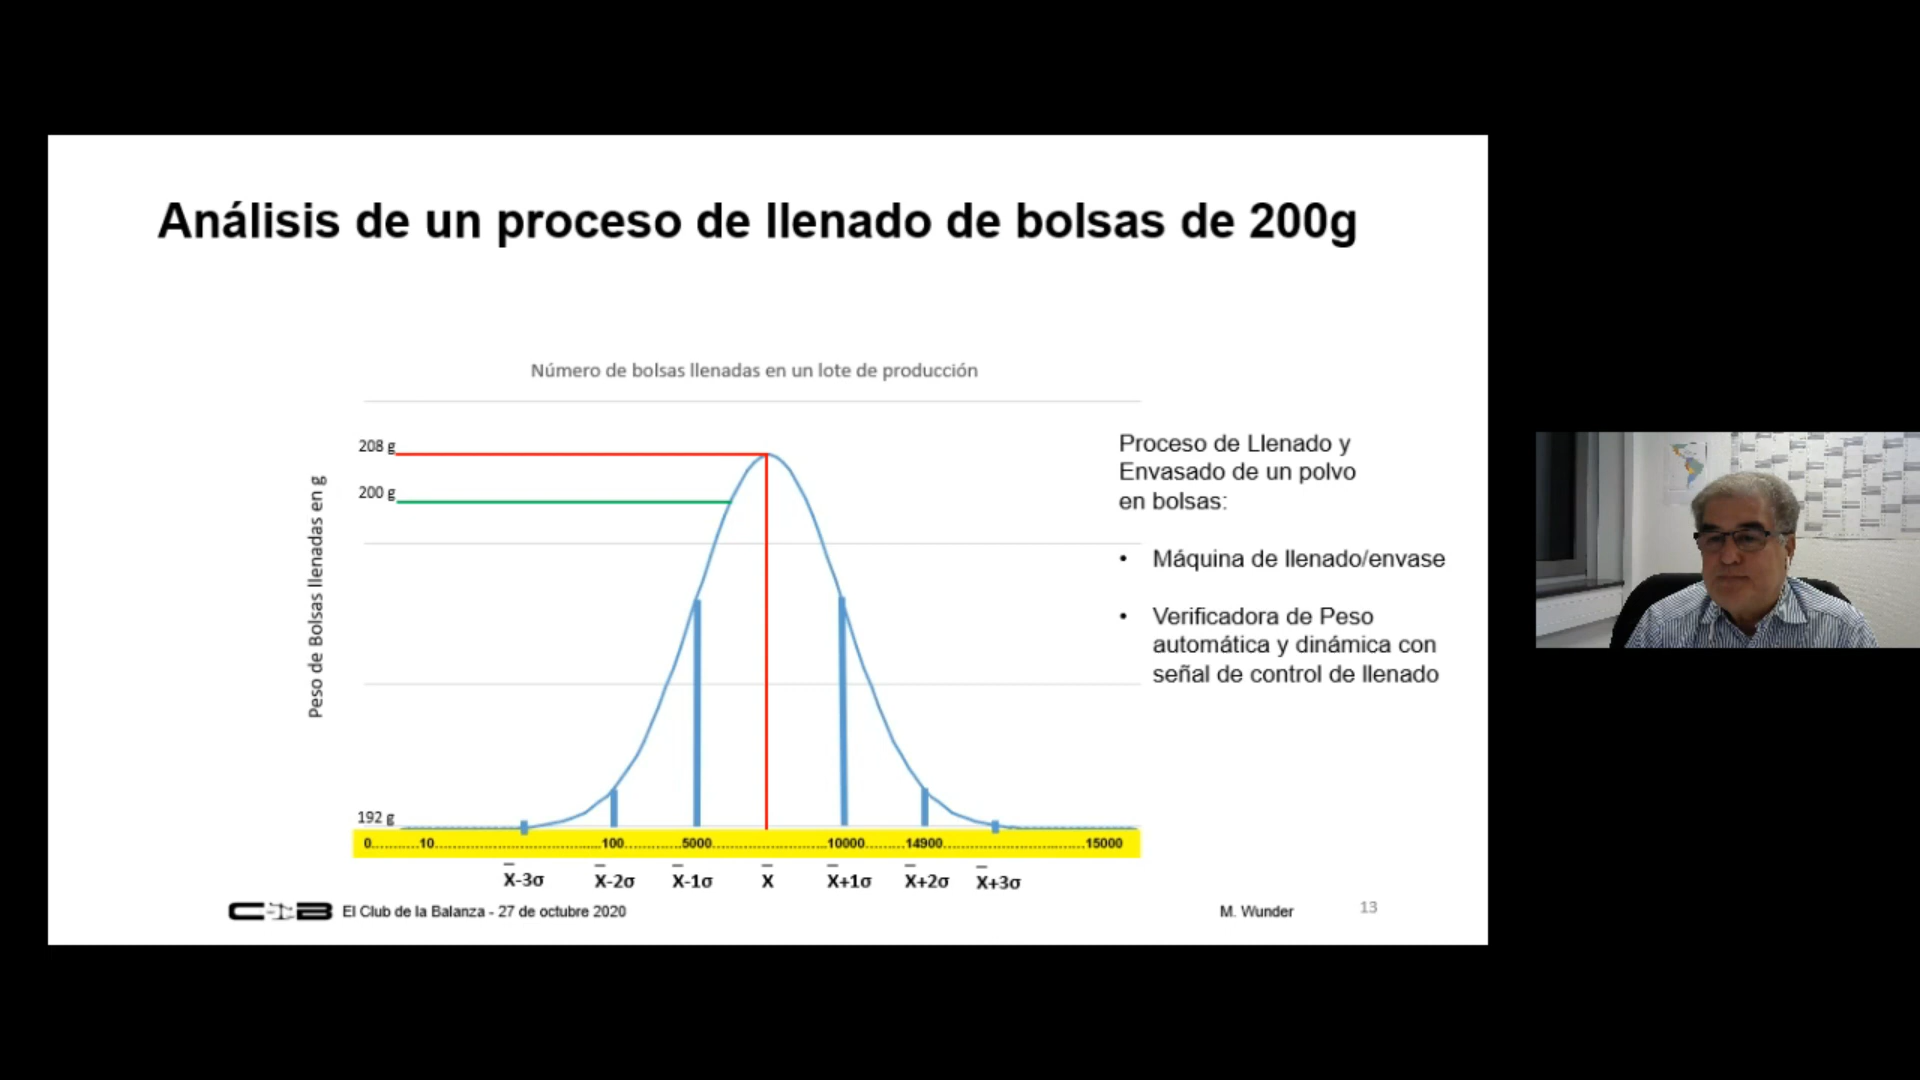 Análisis de un proceso de llenado de bolsas de 200g
Número de bolsas llenadas en un lote de producción
208 g
200 g
192 g
Peso de Bolsas llenadas en g
Proceso de Llenado y
Envasado de un polvo
en bolsas:
• Máquina de llenado/envase
• Verificadora de Peso
automática y dinámica con
señal de control de llenado
0..........10....................................100............5000..............................10000.........14900..............................15000
X̅-3σ X̅-2σ X̅-1σ X̅ X̅+1σ X̅+2σ X̅+3σ
CB El Club de la Balanza - 27 de octubre 2020 M. Wunder 13